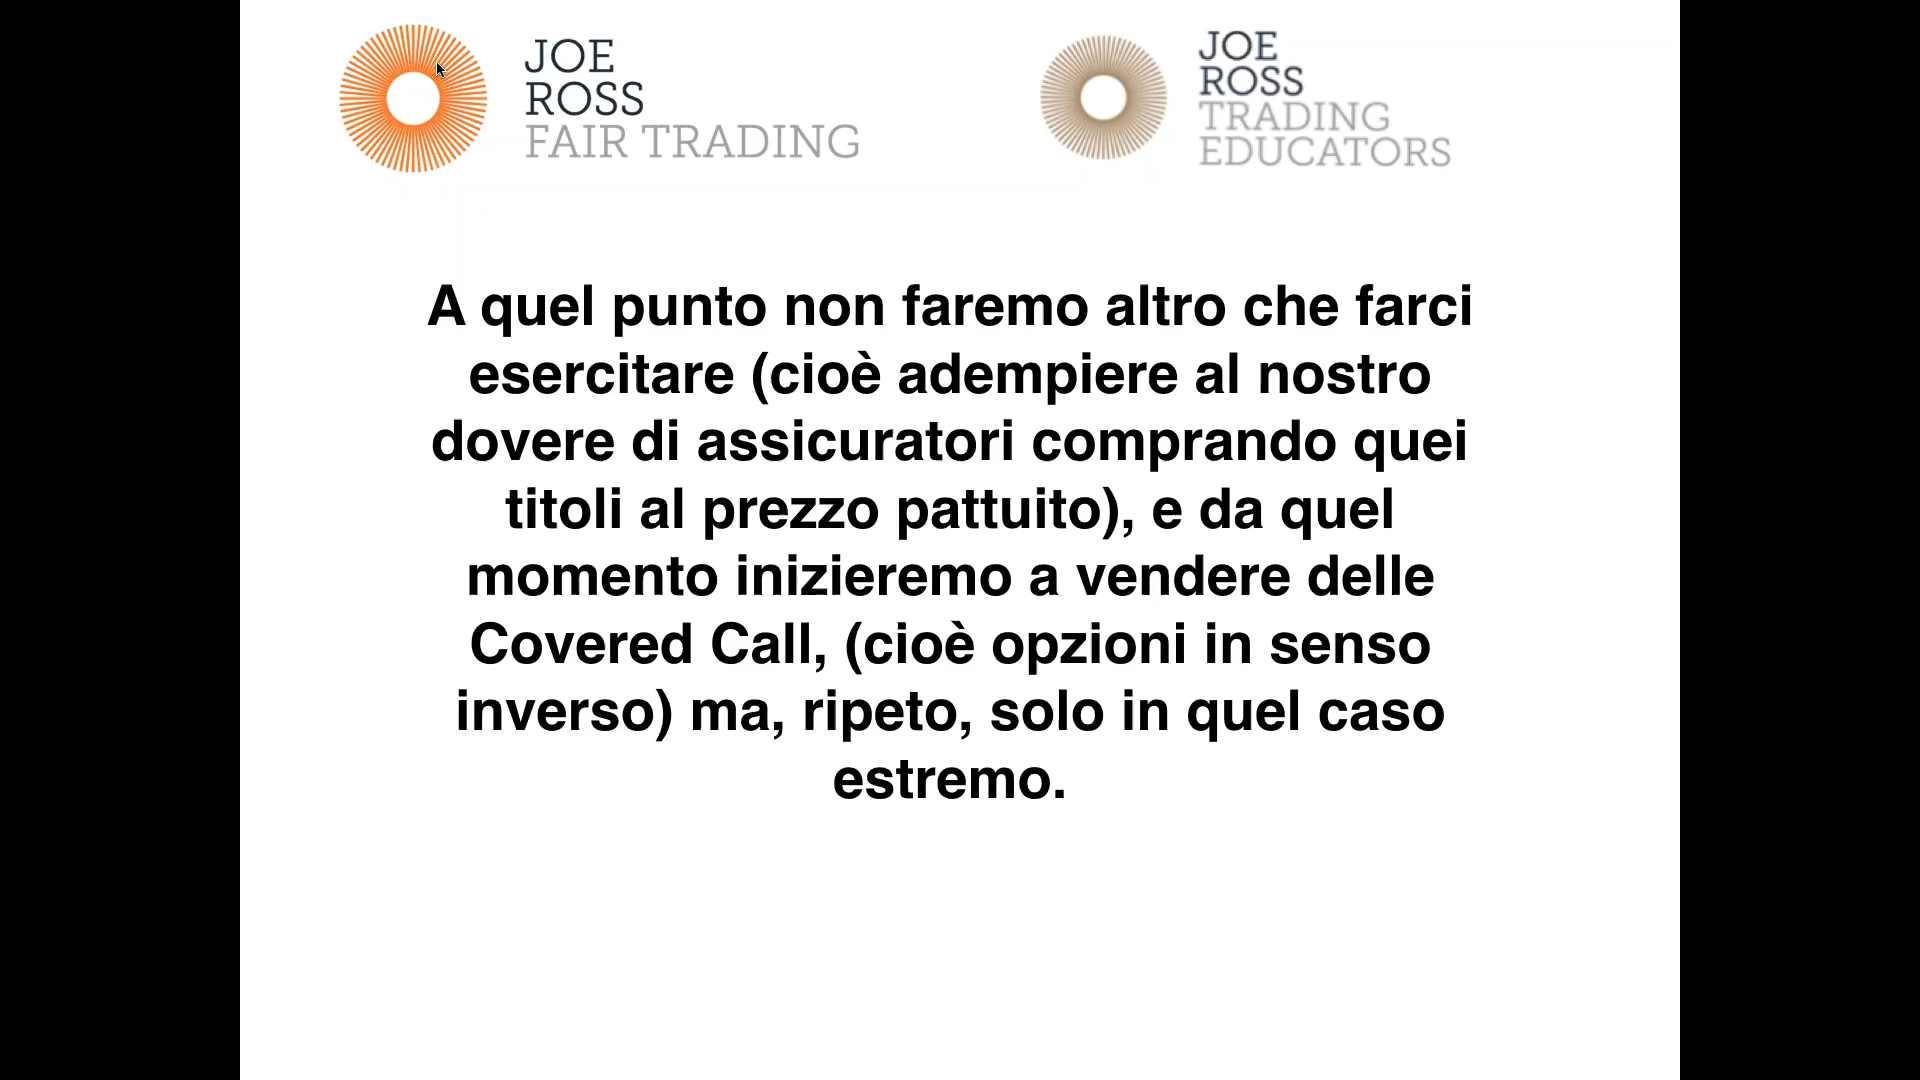 JOE
ROSS
FAIR TRADING
JOE
ROSS
TRADING
EDUCATORS
A quel punto non faremo altro che farci
esercitare (cioè adempiere al nostro
dovere di assicuratori comprando quei
titoli al prezzo pattuito), e da quel
momento inizieremo a vendere delle
Covered Call, (cioè opzioni in senso
inverso) ma, ripeto, solo in quel caso
estremo.